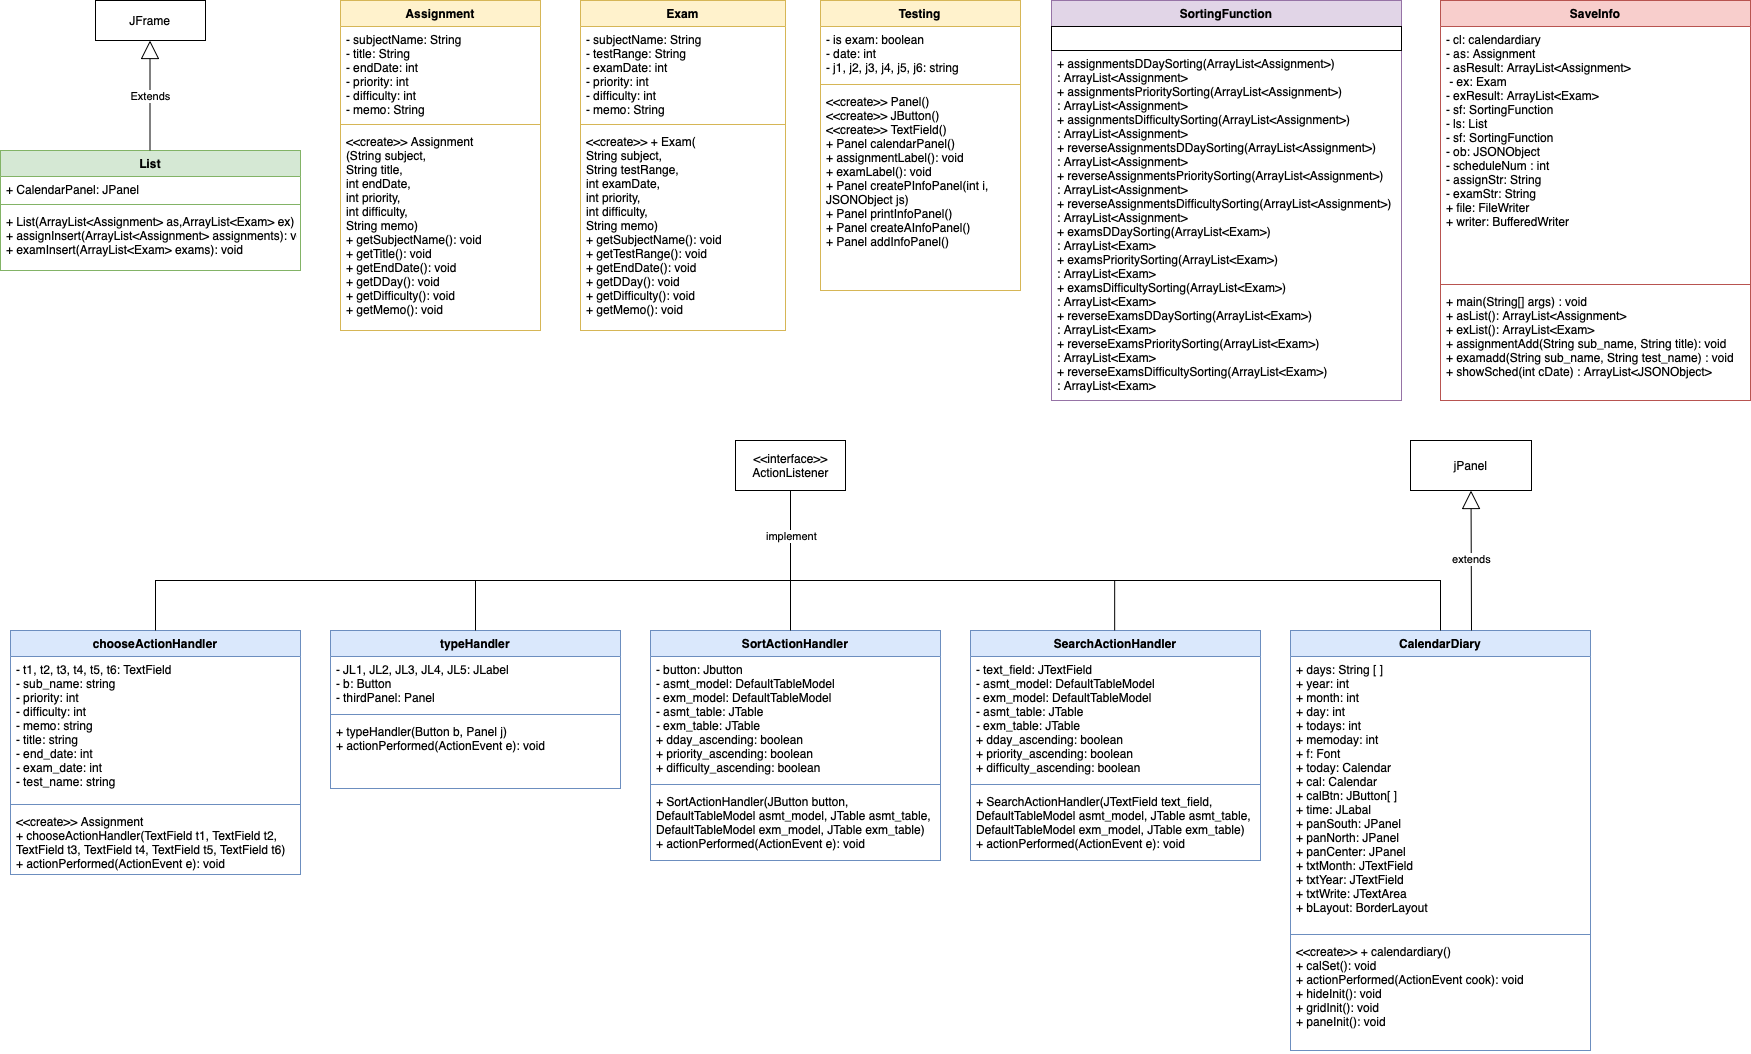 JFrame
Extends
List
+ CalendarPanel: JPanel
+ List(ArrayList<Assignment> as,ArrayList<Exam> ex)
+ assignInsert(ArrayList<Assignment> assignments): v
+ examInsert(ArrayList<Exam> exams): void
Assignment
- subjectName: String
- title: String
- endDate: int
- priority: int
- difficulty: int
- memo: String
<<create>> Assignment
(String subject,
String title,
int endDate,
int priority,
int difficulty,
String memo)
+ getSubjectName(): void
+ getTitle(): void
+ getEndDate(): void
+ getDDay(): void
+ getDifficulty(): void
+ getMemo(): void
Exam
- subjectName: String
- testRange: String
- examDate: int
- priority: int
- difficulty: int
- memo: String
<<create>> + Exam(
String subject,
String testRange,
int examDate,
int priority,
int difficulty,
String memo)
+ getSubjectName(): void
+ getTestRange(): void
+ getEndDate(): void
+ getDDay(): void
+ getDifficulty(): void
+ getMemo(): void
Testing
- is exam: boolean
- date: int
- j1, j2, j3, j4, j5, j6: string
<<create>> Panel()
<<create>> JButton()
<<create>> TextField()
+ Panel calendarPanel()
+ assignmentLabel(): void
+ examLabel(): void
+ Panel createPInfoPanel(int i,
JSONObject js)
+ Panel printInfoPanel()
+ Panel createAInfoPanel()
+ Panel addInfoPanel()
SortingFunction
+ assignmentsDDaySorting(ArrayList<Assignment>)
: ArrayList<Assignment>
+ assignmentsPrioritySorting(ArrayList<Assignment>)
: ArrayList<Assignment>
+ assignmentsDifficultySorting(ArrayList<Assignment>)
: ArrayList<Assignment>
+ reverseAssignmentsDDaySorting(ArrayList<Assignment>)
: ArrayList<Assignment>
+ reverseAssignmentsPrioritySorting(ArrayList<Assignment>)
: ArrayList<Assignment>
+ reverseAssignmentsDifficultySorting(ArrayList<Assignment>)
: ArrayList<Assignment>
+ examsDDaySorting(ArrayList<Exam>)
: ArrayList<Exam>
+ examsPrioritySorting(ArrayList<Exam>)
: ArrayList<Exam>
+ examsDifficultySorting(ArrayList<Exam>)
: ArrayList<Exam>
+ reverseExamsDDaySorting(ArrayList<Exam>)
: ArrayList<Exam>
+ reverseExamsPrioritySorting(ArrayList<Exam>)
: ArrayList<Exam>
+ reverseExamsDifficultySorting(ArrayList<Exam>)
: ArrayList<Exam>
SaveInfo
- cl: calendardiary
- as: Assignment
- asResult: ArrayList<Assignment>
- ex: Exam
- exResult: ArrayList<Exam>
- sf: SortingFunction
- ls: List
- sf: SortingFunction
- ob: JSONObject
- scheduleNum : int
- assignStr: String
- examStr: String
+ file: FileWriter
+ writer: BufferedWriter
+ main(String[] args) : void
+ asList(): ArrayList<Assignment>
+ exList(): ArrayList<Exam>
+ assignmentAdd(String sub_name, String title): void
+ examadd(String sub_name, String test_name) : void
+ showSched(int cDate) : ArrayList<JSONObject>
<<interface>>
ActionListener
implement
jPanel
extends
chooseActionHandler
- t1, t2, t3, t4, t5, t6: TextField
- sub_name: string
- priority: int
- difficulty: int
- memo: string
- title: string
- end_date: int
- exam_date: int
- test_name: string
<<create>> Assignment
+ chooseActionHandler(TextField t1, TextField t2,
TextField t3, TextField t4, TextField t5, TextField t6)
+ actionPerformed(ActionEvent e): void
typeHandler
- JL1, JL2, JL3, JL4, JL5: JLabel
- b: Button
- thirdPanel: Panel
+ typeHandler(Button b, Panel j)
+ actionPerformed(ActionEvent e): void
SortActionHandler
- button: Jbutton
- asmt_model: DefaultTableModel
- exm_model: DefaultTableModel
- asmt_table: JTable
- exm_table: JTable
+ dday_ascending: boolean
+ priority_ascending: boolean
+ difficulty_ascending: boolean
+ SortActionHandler(JButton button,
DefaultTableModel asmt_model, JTable asmt_table,
DefaultTableModel exm_model, JTable exm_table)
+ actionPerformed(ActionEvent e): void
SearchActionHandler
- text_field: JTextField
- asmt_model: DefaultTableModel
- exm_model: DefaultTableModel
- asmt_table: JTable
- exm_table: JTable
+ dday_ascending: boolean
+ priority_ascending: boolean
+ difficulty_ascending: boolean
+ SearchActionHandler(JTextField text_field,
DefaultTableModel asmt_model, JTable asmt_table,
DefaultTableModel exm_model, JTable exm_table)
+ actionPerformed(ActionEvent e): void
CalendarDiary
+ days: String [ ]
+ year: int
+ month: int
+ day: int
+ todays: int
+ memoday: int
+ f: Font
+ today: Calendar
+ cal: Calendar
+ calBtn: JButton[ ]
+ time: JLabal
+ panSouth: JPanel
+ panNorth: JPanel
+ panCenter: JPanel
+ txtMonth: JTextField
+ txtYear: JTextField
+ txtWrite: JTextArea
+ bLayout: BorderLayout
<<create>> + calendardiary()
+ calSet(): void
+ actionPerformed(ActionEvent cook): void
+ hideInit(): void
+ gridInit(): void
+ paneInit(): void